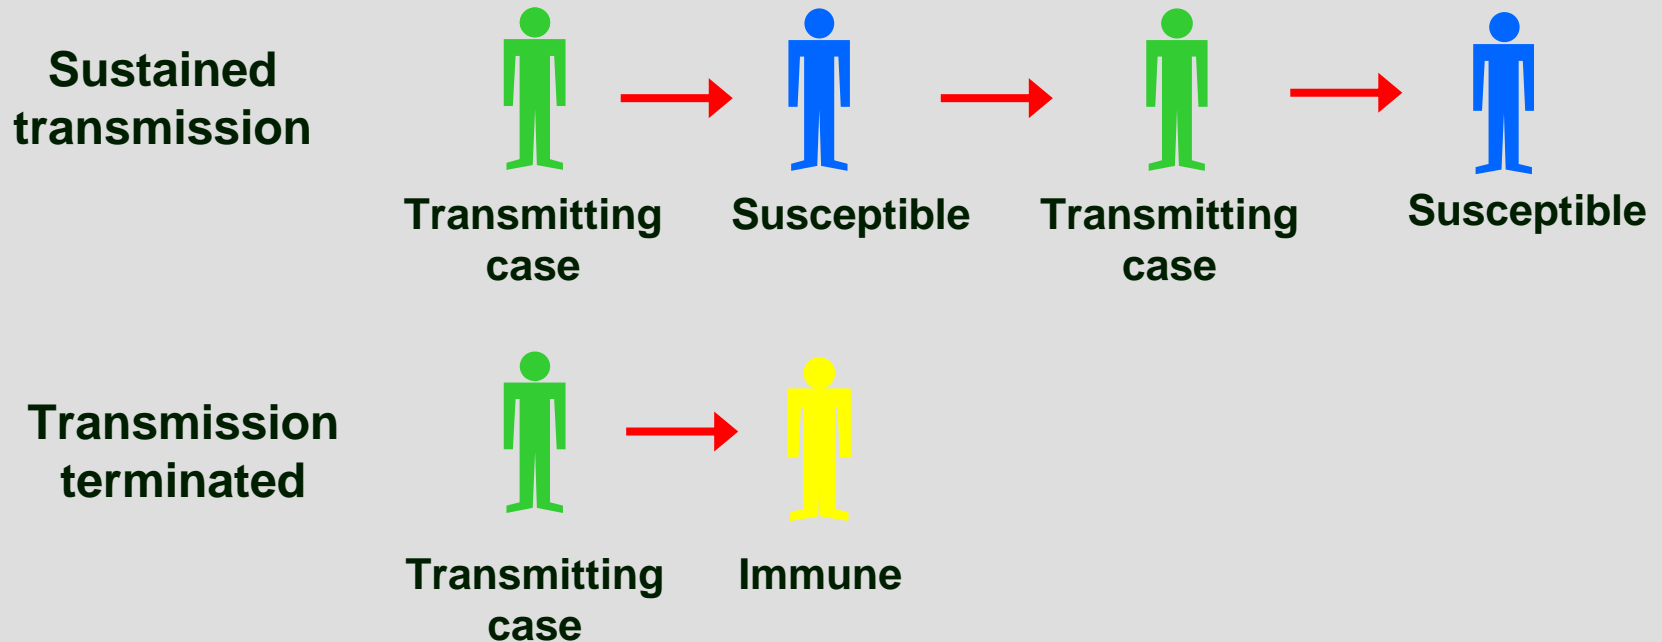 Sustained
transmission
Transmitting
case
Susceptible
Transmitting
case
Susceptible
Transmission
terminated
Transmitting
case
Immune